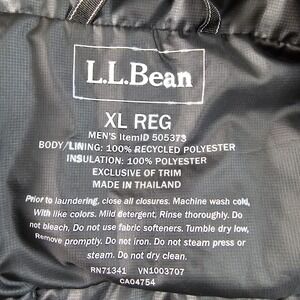 L.L.Bean
XL REG
MEN'S ItemID 505373
BODY/LINING: 100% RECYCLED POLYESTER
INSULATION: 100% POLYESTER
EXCLUSIVE OF TRIM
MADE IN THAILAND
Prior to laundering, close all closures. Machine wash cold,
With like colors. Mild detergent, Rinse thoroughly. Do
not bleach. Do not use fabric softeners. Tumble dry low,
Remove promptly. Do not iron. Do not steam press or
steam. Do not dry clean.
RN71341 VN1003707
CA04754